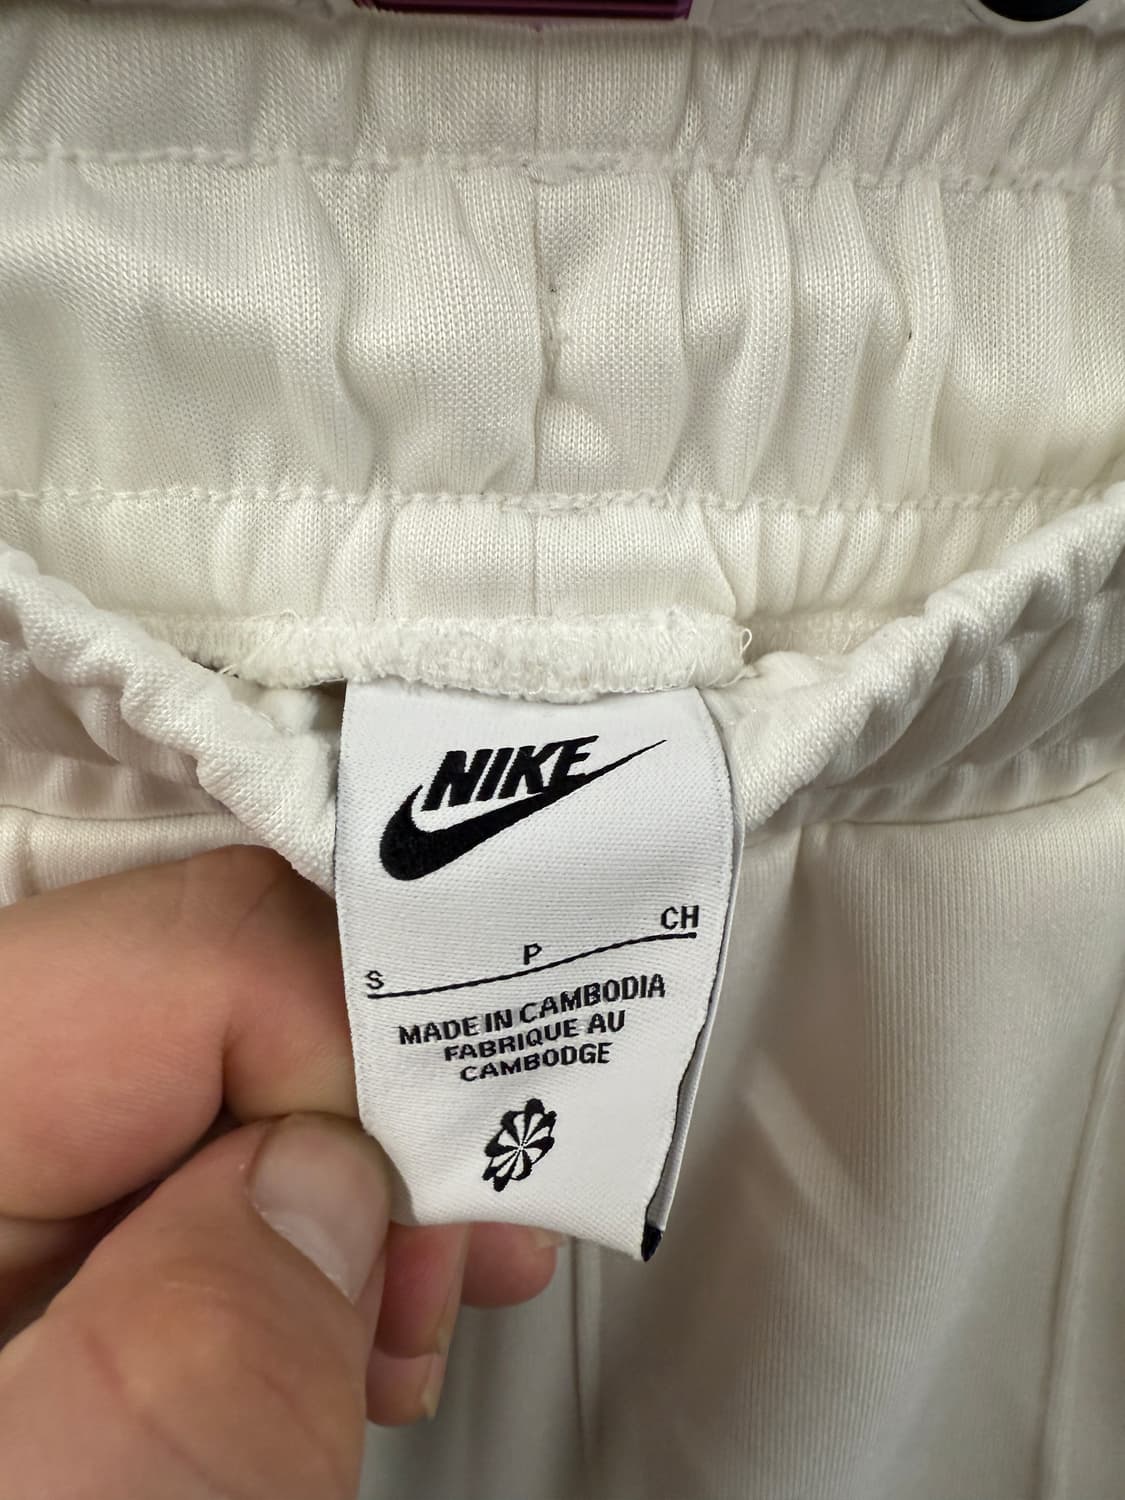 NIKE
S P CH
MADE IN CAMBODIA
FABRIQUE AU
CAMBODGE